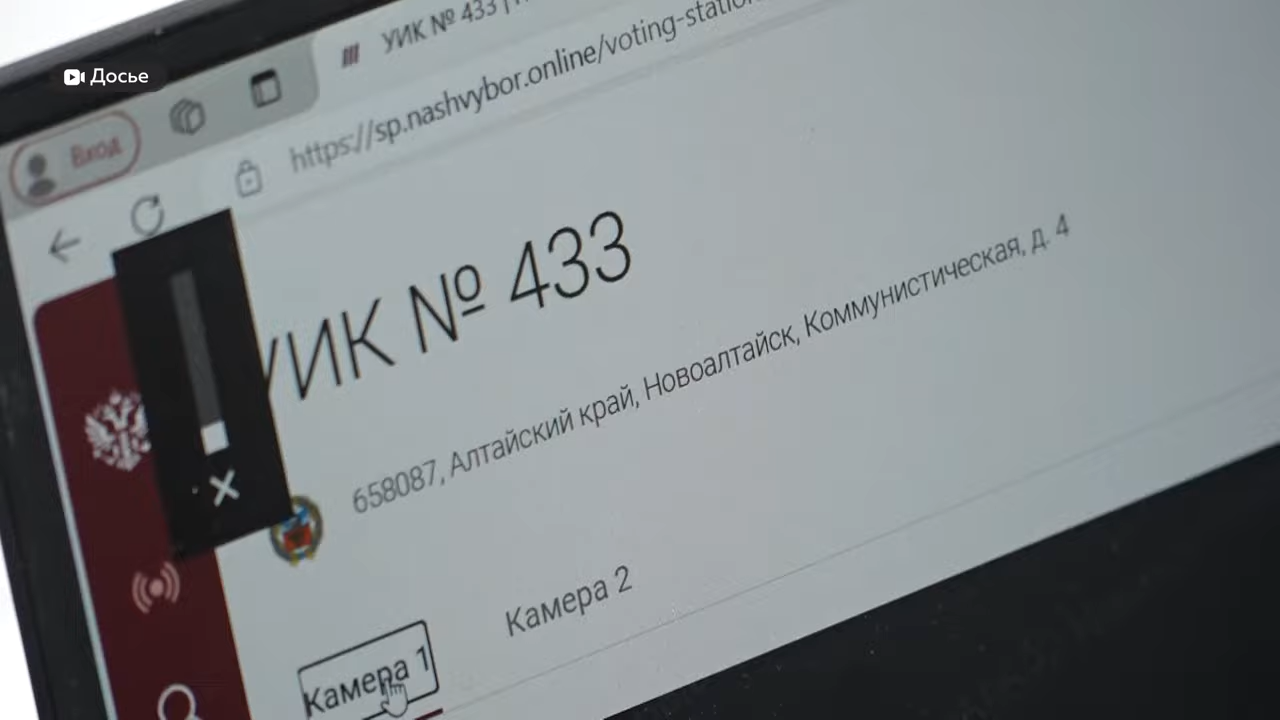 Досье
УИК № 433 |
Вход
https://sp.nashvybor.online/voting-station
УИК № 433
658087, Алтайский край, Новоалтайск, Коммунистическая, д. 4
Камера 1
Камера 2